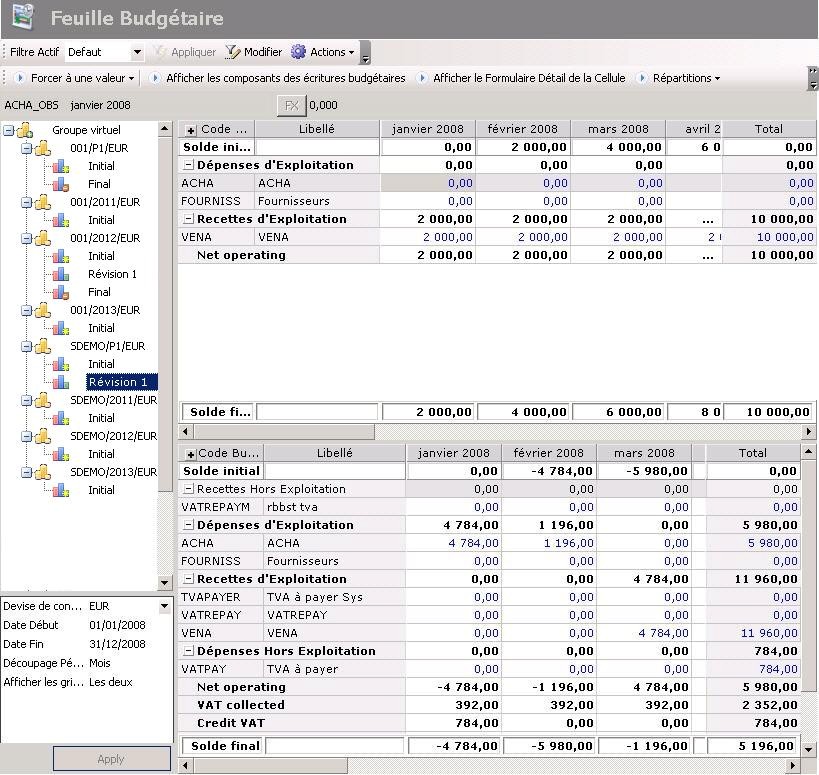 Feuille Budgétaire
Filtre Actif Defaut Appliquer Modifier Actions
Forcer à une valeur Afficher les composants des écritures budgétaires Afficher le Formulaire Détail de la Cellule Répartitions
ACHA_OBS janvier 2008 FX 0,000
Groupe virtuel
001/P1/EUR
Initial
Final
001/2011/EUR
Initial
001/2012/EUR
Initial
Révision 1
Final
001/2013/EUR
Initial
SDEMO/P1/EUR
Initial
Révision 1
SDEMO/2011/EUR
Initial
SDEMO/2012/EUR
Initial
SDEMO/2013/EUR
Initial
Devise de con... EUR
Date Début 01/01/2008
Date Fin 31/12/2008
Découpage Pé... Mois
Afficher les gri... Les deux
Apply
Code ... Libellé janvier 2008 février 2008 mars 2008 avril 2 Total
Solde ini... 0,00 2 000,00 4 000,00 6 0 0,00
Dépenses d'Exploitation 0,00 0,00 0,00 0,00
ACHA ACHA 0,00 0,00 0,00 0,00
FOURNISS Fournisseurs 0,00 0,00 0,00 0,00
Recettes d'Exploitation 2 000,00 2 000,00 2 000,00 ... 10 000,00
VENA VENA 2 000,00 2 000,00 2 000,00 2 10 000,00
Net operating 2 000,00 2 000,00 2 000,00 ... 10 000,00
Solde fi... 2 000,00 4 000,00 6 000,00 8 0 10 000,00
Code Bu... Libellé janvier 2008 février 2008 mars 2008 Total
Solde initial 0,00 -4 784,00 -5 980,00 0,00
Recettes Hors Exploitation 0,00 0,00 0,00 0,00
VATREPAYM rbbst tva 0,00 0,00 0,00 0,00
Dépenses d'Exploitation 4 784,00 1 196,00 0,00 5 980,00
ACHA ACHA 4 784,00 1 196,00 0,00 5 980,00
FOURNISS Fournisseurs 0,00 0,00 0,00 0,00
Recettes d'Exploitation 0,00 0,00 4 784,00 11 960,00
TVAPAYER TVA à payer Sys 0,00 0,00 0,00 0,00
VATREPAY VATREPAY 0,00 0,00 0,00 0,00
VENA VENA 0,00 0,00 4 784,00 11 960,00
Dépenses Hors Exploitation 0,00 0,00 0,00 784,00
VATPAY TVA à payer 0,00 0,00 0,00 784,00
Net operating -4 784,00 -1 196,00 4 784,00 5 980,00
VAT collected 392,00 392,00 392,00 2 352,00
Credit VAT 784,00 0,00 0,00 784,00
Solde final -4 784,00 -5 980,00 -1 196,00 5 196,00